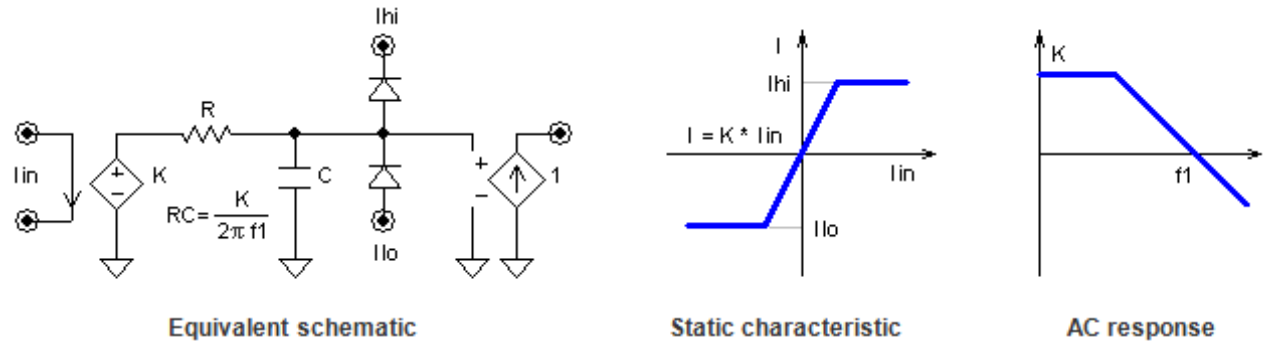 Ihi
R
Iin
+
−
K
C
RC= K / 2π f1
Ilo
+
−
1
Equivalent schematic
I
Ihi
I = K * Iin
Iin
Ilo
Static characteristic
K
f1
AC response